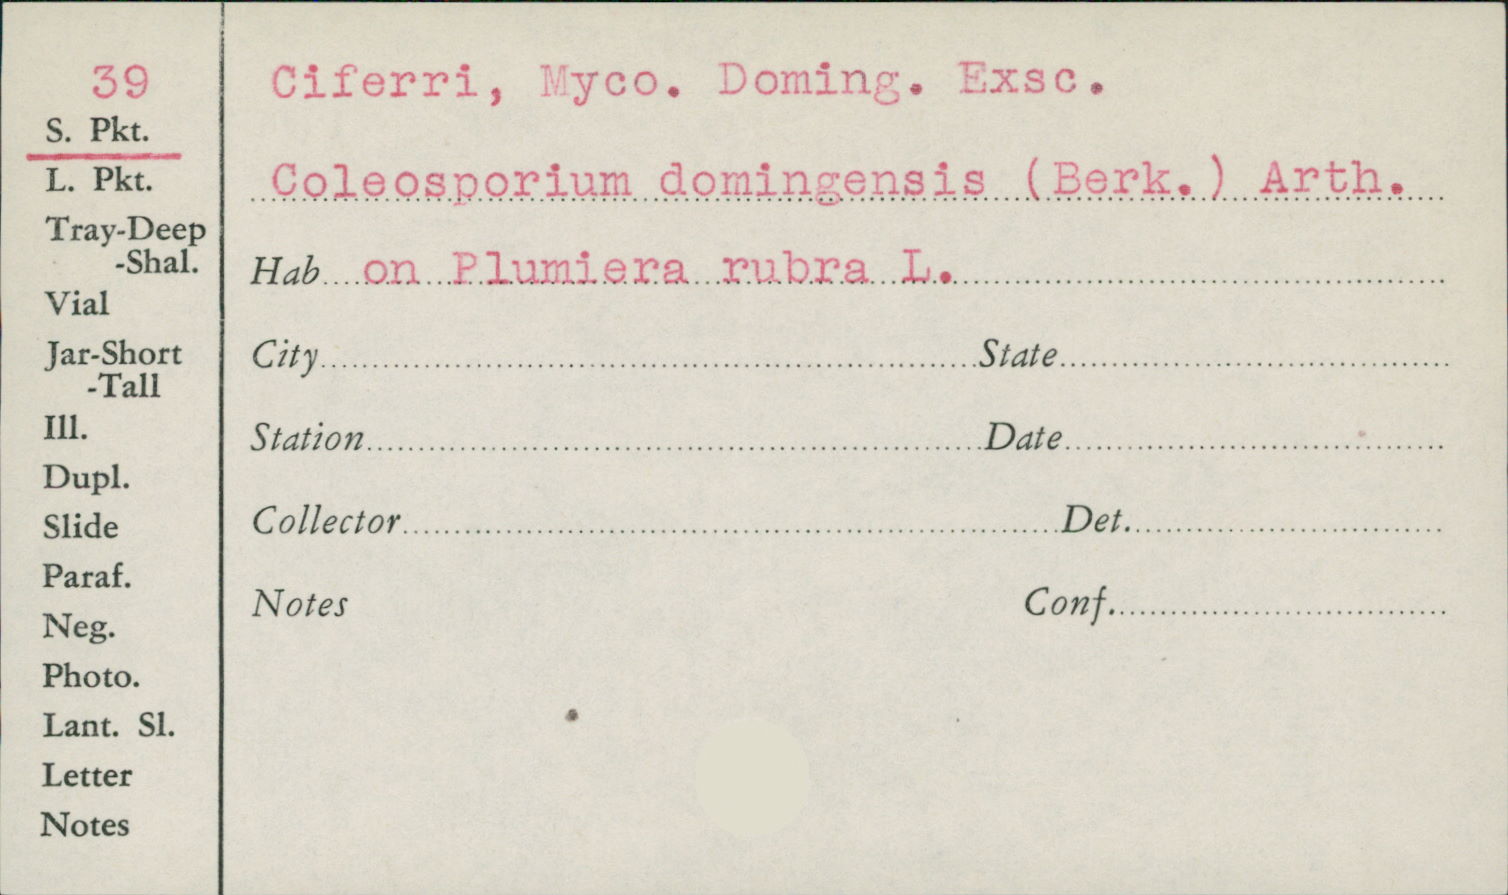 39
S. Pkt.
L. Pkt.
Tray-Deep
-Shal.
Vial
Jar-Short
-Tall
Ill.
Dupl.
Slide
Paraf.
Neg.
Photo.
Lant. Sl.
Letter
Notes
Ciferri, Myco. Doming. Exsc.
Coleosporium domingensis (Berk.) Arth.
Hab on Plumiera rubra L.
City State
Station Date
Collector Det.
Notes Conf.